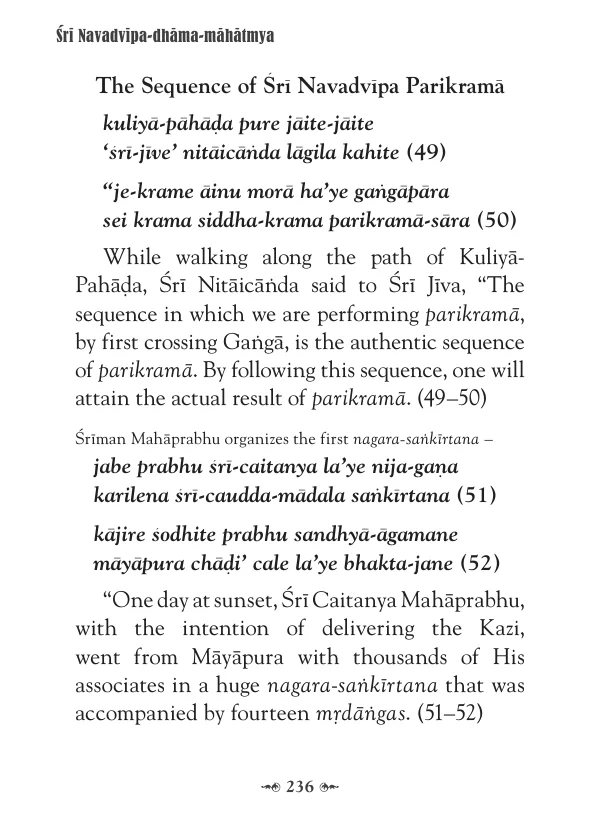 Śrī Navadvīpa-dhāma-māhātmya
The Sequence of Śrī Navadvīpa Parikramā
kuliyā-pāhāḍa pure jāite-jāite
‘śrī-jīve’ nitāicāṅda lāgila kahite (49)
“je-krame āinu morā ha’ye gaṅgāpāra
sei krama siddha-krama parikramā-sāra (50)
While walking along the path of Kuliyā-
Pahāḍa, Śrī Nitāicāṅda said to Śrī Jīva, “The
sequence in which we are performing parikramā,
by first crossing Gaṅgā, is the authentic sequence
of parikramā. By following this sequence, one will
attain the actual result of parikramā. (49–50)
Śrīman Mahāprabhu organizes the first nagara-saṅkīrtana –
jabe prabhu śrī-caitanya la’ye nija-gaṇa
karilena śrī-caudda-mādala saṅkīrtana (51)
kājire śodhite prabhu sandhyā-āgamane
māyāpura chāḍi’ cale la’ye bhakta-jane (52)
“One day at sunset, Śrī Caitanya Mahāprabhu,
with the intention of delivering the Kazi,
went from Māyāpura with thousands of His
associates in a huge nagara-saṅkīrtana that was
accompanied by fourteen mṛdāṅgas. (51–52)
236